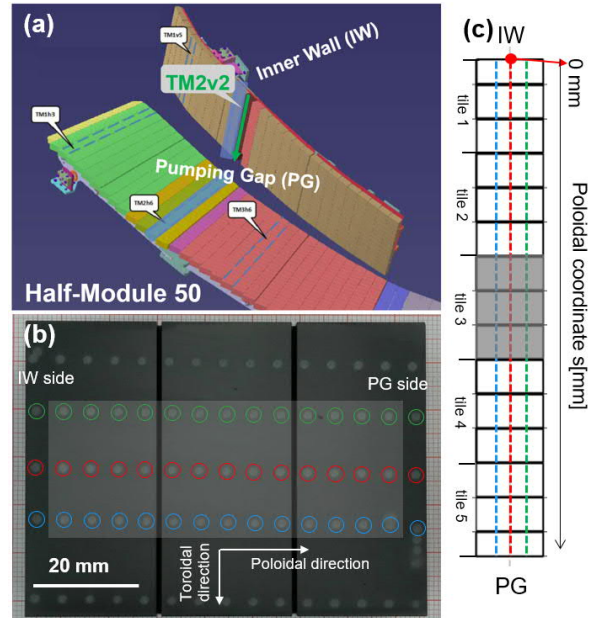 (a)
TM1v5
Inner Wall (IW)
TM2v2
TM3h3
Pumping Gap (PG)
TM2h6
TM3h6
Half-Module 50
(b)
IW side
PG side
20 mm
Toroidal
direction
Poloidal direction
(c)
IW
0 mm
tile 1
tile 2
tile 3
tile 4
tile 5
Poloidal coordinate s[mm]
PG